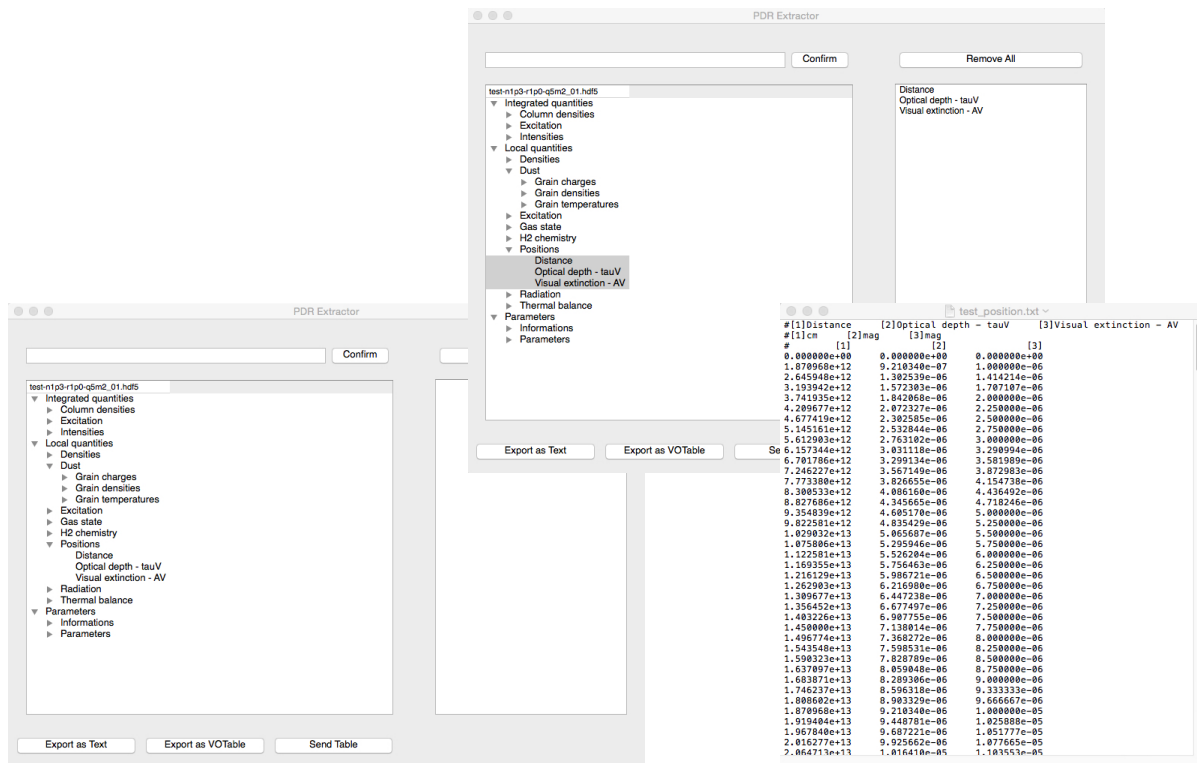 PDR Extractor
Confirm
Remove All
test-n1p3-r1p0-q5m2_01.hdf5
Integrated quantities
Column densities
Excitation
Intensities
Local quantities
Densities
Dust
Grain charges
Grain densities
Grain temperatures
Excitation
Gas state
H2 chemistry
Positions
Distance
Optical depth - tauV
Visual extinction - AV
Radiation
Thermal balance
Parameters
Informations
Parameters
Distance
Optical depth - tauV
Visual extinction - AV
Export as Text
Export as VOTable
Se
PDR Extractor
Confirm
test-n1p3-r1p0-q5m2_01.hdf5
Integrated quantities
Column densities
Excitation
Intensities
Local quantities
Densities
Dust
Grain charges
Grain densities
Grain temperatures
Excitation
Gas state
H2 chemistry
Positions
Distance
Optical depth - tauV
Visual extinction - AV
Radiation
Thermal balance
Parameters
Informations
Parameters
Export as Text
Export as VOTable
Send Table
test_position.txt
#[1]Distance [2]Optical depth - tauV [3]Visual extinction - AV
#[1]cm [2]mag [3]mag
# [1] [2] [3]
0.000000e+00 0.000000e+00 0.000000e+00
1.870968e+12 9.210340e-07 1.000000e-06
2.645948e+12 1.302539e-06 1.414214e-06
3.193942e+12 1.572303e-06 1.707107e-06
3.741935e+12 1.842068e-06 2.000000e-06
4.209677e+12 2.072327e-06 2.250000e-06
4.677419e+12 2.302585e-06 2.500000e-06
5.145161e+12 2.532844e-06 2.750000e-06
5.612903e+12 2.763102e-06 3.000000e-06
6.157344e+12 3.031118e-06 3.290994e-06
6.701786e+12 3.299134e-06 3.581989e-06
7.246227e+12 3.567149e-06 3.872983e-06
7.773380e+12 3.826655e-06 4.154738e-06
8.300533e+12 4.086160e-06 4.436492e-06
8.827686e+12 4.345665e-06 4.718246e-06
9.354839e+12 4.605170e-06 5.000000e-06
9.822581e+12 4.835429e-06 5.250000e-06
1.029032e+13 5.065687e-06 5.500000e-06
1.075806e+13 5.295946e-06 5.750000e-06
1.122581e+13 5.526204e-06 6.000000e-06
1.169355e+13 5.756463e-06 6.250000e-06
1.216129e+13 5.986721e-06 6.500000e-06
1.262903e+13 6.216980e-06 6.750000e-06
1.309677e+13 6.447238e-06 7.000000e-06
1.356452e+13 6.677497e-06 7.250000e-06
1.403226e+13 6.907755e-06 7.500000e-06
1.450000e+13 7.138014e-06 7.750000e-06
1.496774e+13 7.368272e-06 8.000000e-06
1.543548e+13 7.598531e-06 8.250000e-06
1.590323e+13 7.828789e-06 8.500000e-06
1.637097e+13 8.059048e-06 8.750000e-06
1.683871e+13 8.289306e-06 9.000000e-06
1.746237e+13 8.596318e-06 9.333333e-06
1.808602e+13 8.903329e-06 9.666667e-06
1.870968e+13 9.210340e-06 1.000000e-05
1.919404e+13 9.448781e-06 1.025888e-05
1.967840e+13 9.687221e-06 1.051777e-05
2.016277e+13 9.925662e-06 1.077665e-05
2.064713e+13 1.016410e-05 1.103553e-05